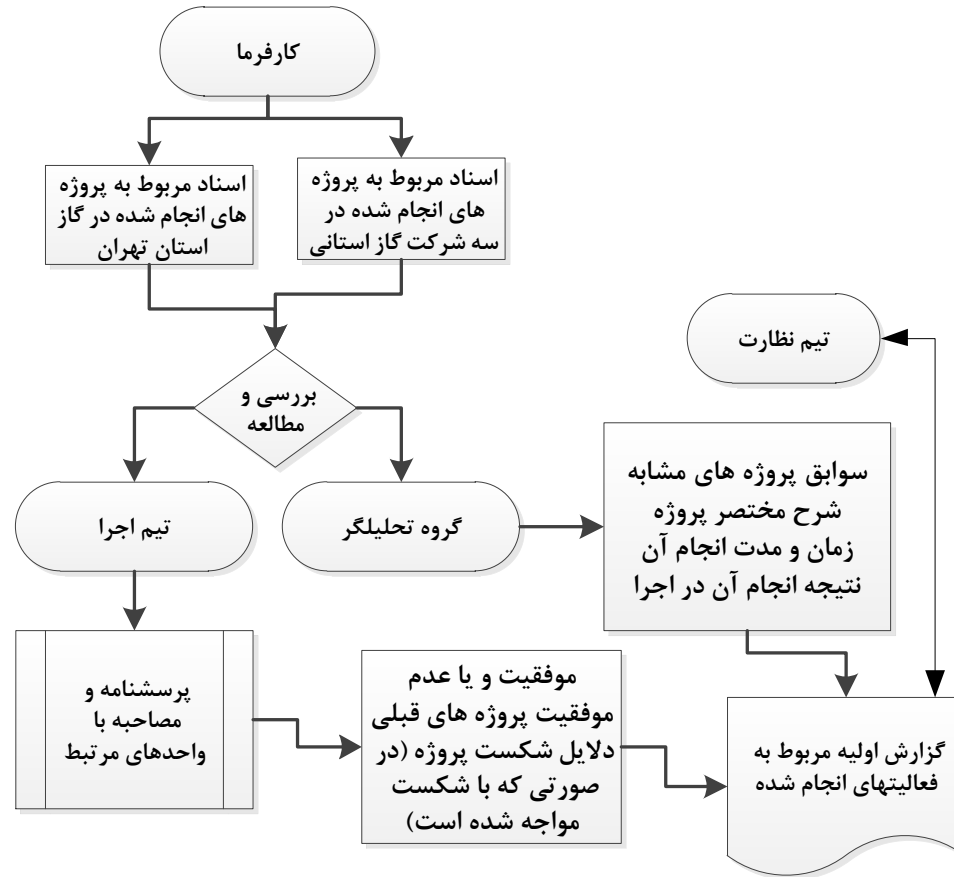 کارفرما
اسناد مربوط به پروژه
های انجام شده در
سه شرکت گاز استانی
اسناد مربوط به پروژه
های انجام شده در گاز
استان تهران
بررسی و
مطالعه
تیم نظارت
گروه تحلیلگر
تیم اجرا
سوابق پروژه های مشابه
شرح مختصر پروژه
زمان و مدت انجام آن
نتیجه انجام آن در اجرا
پرسشنامه و
مصاحبه با
واحدهای مرتبط
موفقیت و یا عدم
موفقیت پروژه های قبلی
دلایل شکست پروژه (در
صورتی که با شکست
مواجه شده است)
گزارش اولیه مربوط به
فعالیتهای انجام شده